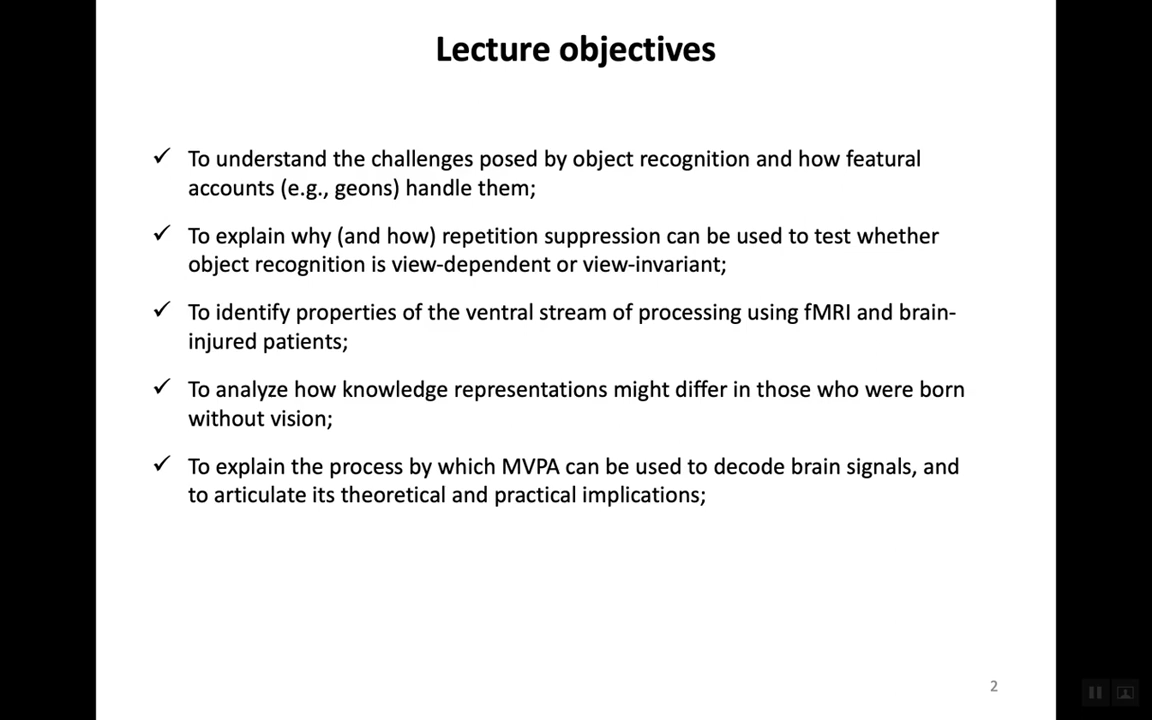 Lecture objectives
✓ To understand the challenges posed by object recognition and how featural
accounts (e.g., geons) handle them;
✓ To explain why (and how) repetition suppression can be used to test whether
object recognition is view-dependent or view-invariant;
✓ To identify properties of the ventral stream of processing using fMRI and brain-
injured patients;
✓ To analyze how knowledge representations might differ in those who were born
without vision;
✓ To explain the process by which MVPA can be used to decode brain signals, and
to articulate its theoretical and practical implications;
2